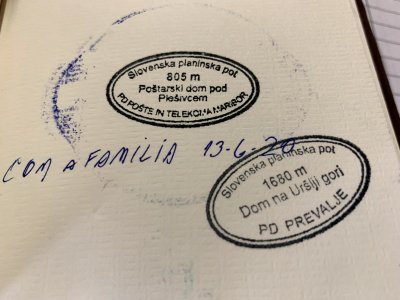 Slovenska planinska pot
805 m
Poštarski dom pod
Plešivcem
PD POŠTE IN TELEKOMA MARIBOR
COM A FAMILIA 13-6-20
Slovenska planinska pot
1680 m
Dom na Uršlji gori
PD PREVALJE